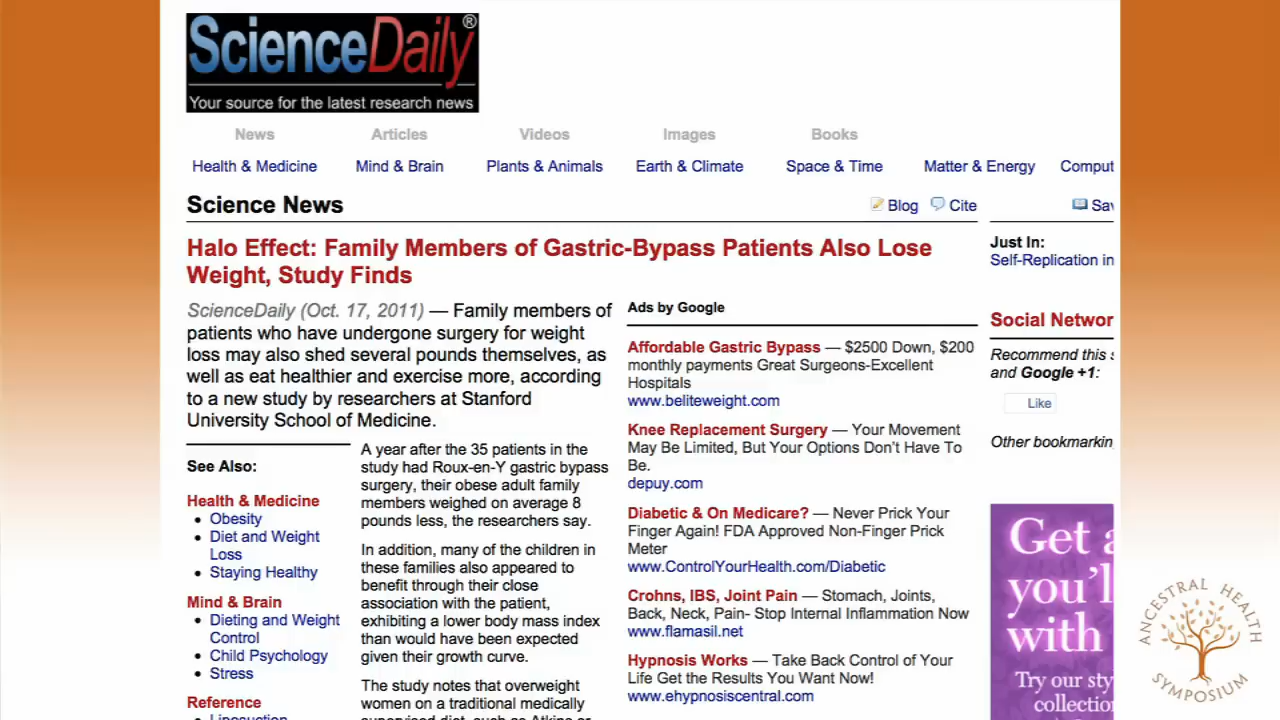 ScienceDaily®
Your source for the latest research news
News Articles Videos Images Books
Health & Medicine Mind & Brain Plants & Animals Earth & Climate Space & Time Matter & Energy Comput
Science News
Blog Cite
Sav
Halo Effect: Family Members of Gastric-Bypass Patients Also Lose
Weight, Study Finds
ScienceDaily (Oct. 17, 2011) — Family members of
patients who have undergone surgery for weight
loss may also shed several pounds themselves, as
well as eat healthier and exercise more, according
to a new study by researchers at Stanford
University School of Medicine.
See Also:
Health & Medicine
• Obesity
• Diet and Weight
Loss
• Staying Healthy
Mind & Brain
• Dieting and Weight
Control
• Child Psychology
• Stress
Reference
• Liposuction
A year after the 35 patients in the
study had Roux-en-Y gastric bypass
surgery, their obese adult family
members weighed on average 8
pounds less, the researchers say.
In addition, many of the children in
these families also appeared to
benefit through their close
association with the patient,
exhibiting a lower body mass index
than would have been expected
given their growth curve.
The study notes that overweight
women on a traditional medically
supervised diet, such as Atkins or
Ads by Google
Affordable Gastric Bypass — $2500 Down, $200
monthly payments Great Surgeons-Excellent
Hospitals
www.beliteweight.com
Knee Replacement Surgery — Your Movement
May Be Limited, But Your Options Don't Have To
Be.
depuy.com
Diabetic & On Medicare? — Never Prick Your
Finger Again! FDA Approved Non-Finger Prick
Meter
www.ControlYourHealth.com/Diabetic
Crohns, IBS, Joint Pain — Stomach, Joints,
Back, Neck, Pain- Stop Internal Inflammation Now
www.flamasil.net
Hypnosis Works — Take Back Control of Your
Life Get the Results You Want Now!
www.ehypnosiscentral.com
Just In:
Self-Replication in
Social Networ
Recommend this s
and Google +1:
Like
Other bookmarkin
Get a
you'll
with
Try our sty
collectio
ANCESTRAL HEALTH
SYMPOSIUM